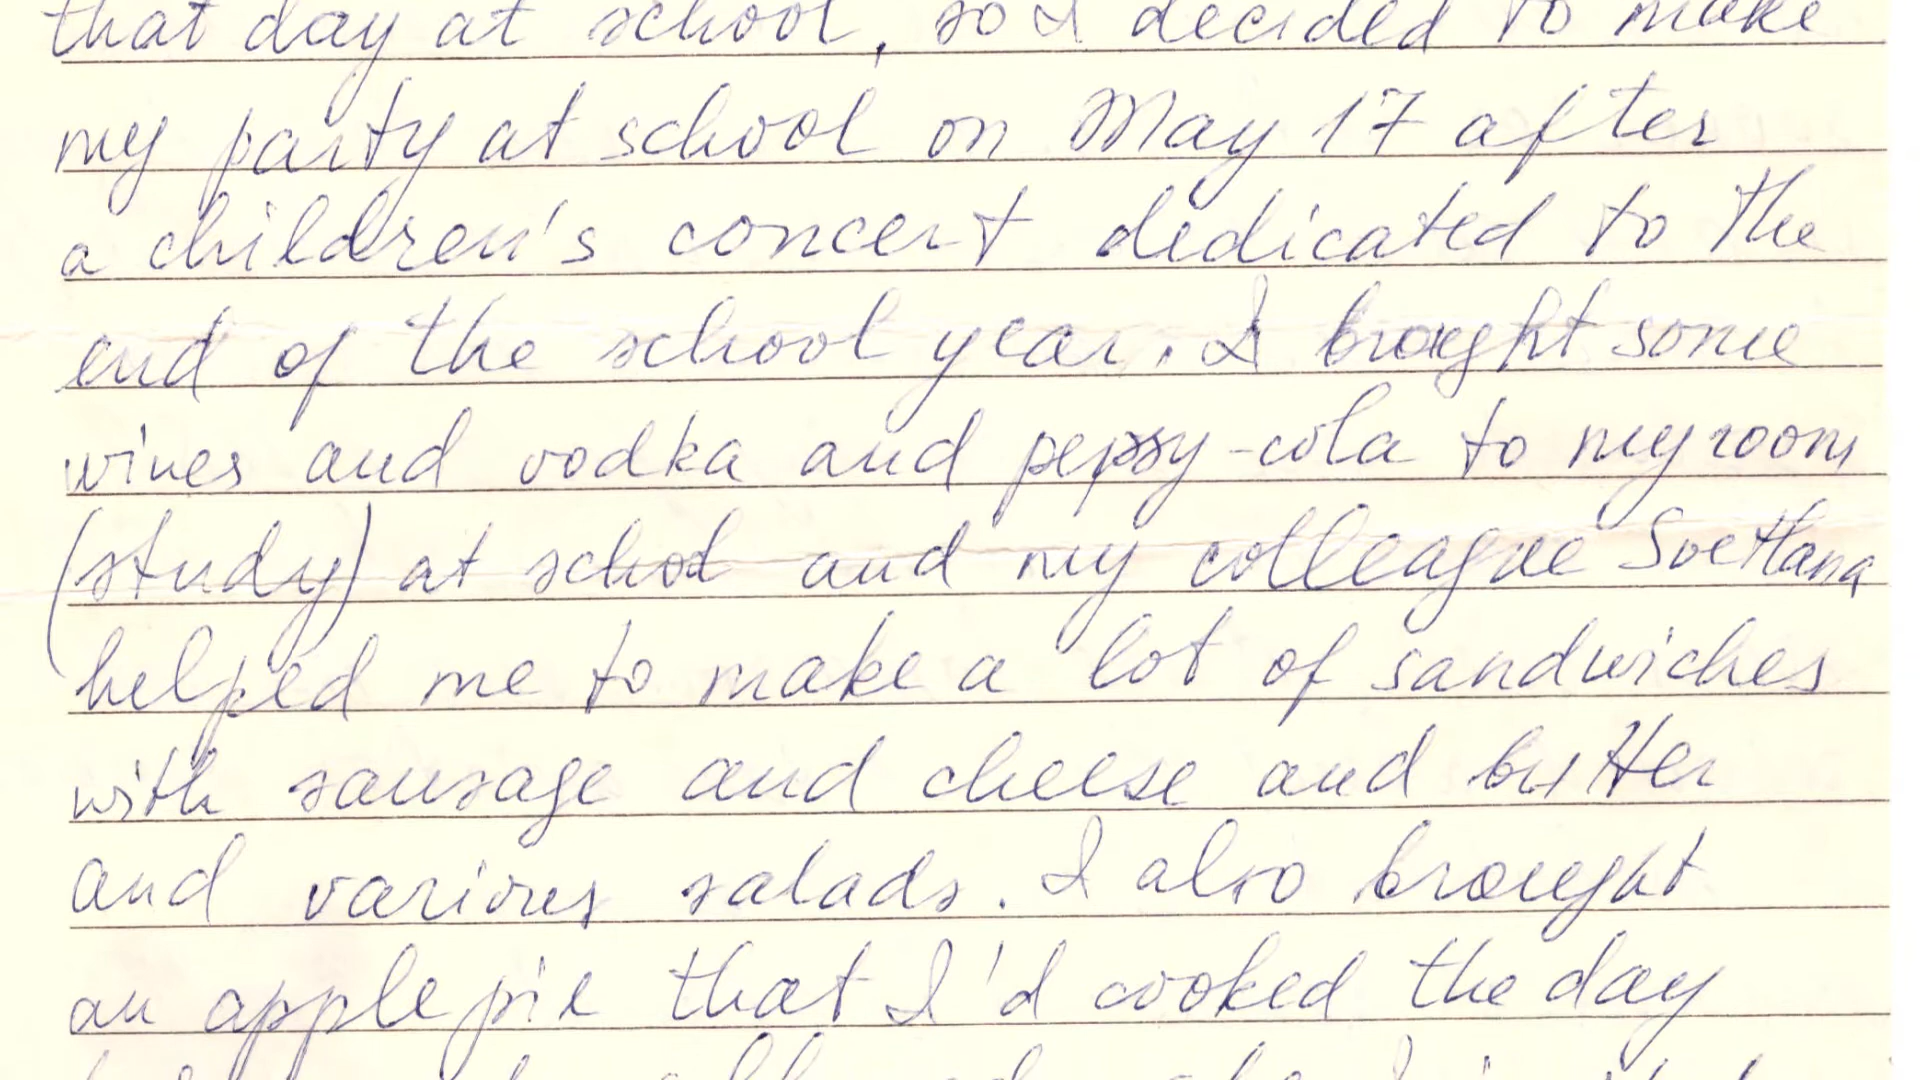 that day at school, so I decided to make
my party at school on May 17 after
a children's concert dedicated to the
end of the school year. I brought some
wines and vodka and pepsy-cola to my room
(study) at school and my colleague Svetlana
helped me to make a lot of sandwiches
with sausage and cheese and butter
and various salads. I also brought
an apple pie that I'd cooked the day